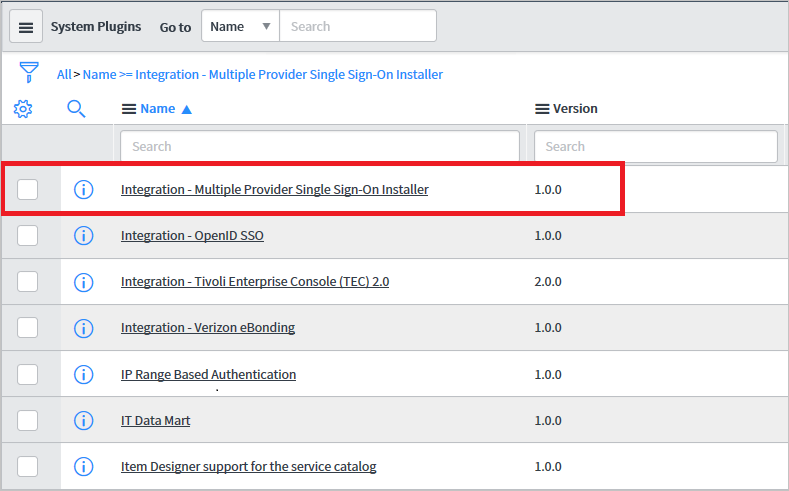 System Plugins Go to Name Search
All > Name >= Integration - Multiple Provider Single Sign-On Installer
Name Version
Search Search
Integration - Multiple Provider Single Sign-On Installer 1.0.0
Integration - OpenID SSO 1.0.0
Integration - Tivoli Enterprise Console (TEC) 2.0 2.0.0
Integration - Verizon eBonding 1.0.0
IP Range Based Authentication 1.0.0
IT Data Mart 1.0.0
Item Designer support for the service catalog 1.0.0